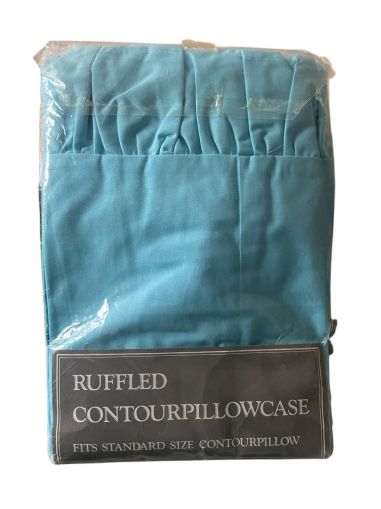 RUFFLED
CONTOURPILLOWCASE
FITS STANDARD SIZE CONTOURPILLOW